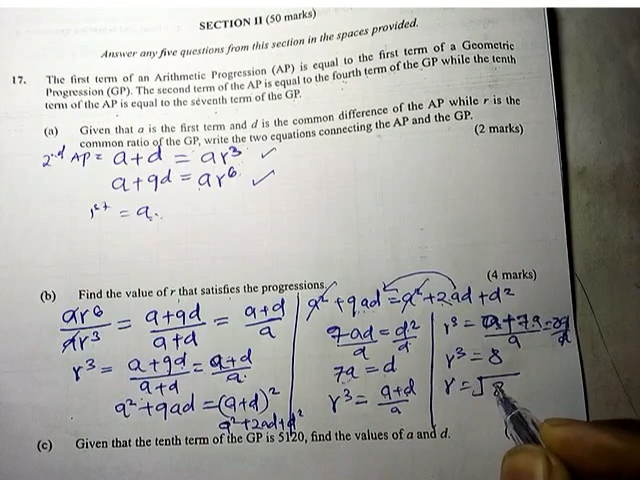 SECTION II (50 marks)
Answer any five questions from this section in the spaces provided.
17. The first term of an Arithmetic Progression (AP) is equal to the first term of a Geometric
Progression (GP). The second term of the AP is equal to the fourth term of the GP while the tenth
term of the AP is equal to the seventh term of the GP.
(a) Given that a is the first term and d is the common difference of the AP while r is the
common ratio of the GP, write the two equations connecting the AP and the GP.
(2 marks)
2nd AP = a+d = ar³ ✓
a+9d = ar⁶ ✓
1st = a.
(4 marks)
(b) Find the value of r that satisfies the progressions.
ar⁶/ar³ = a+9d/a+d = a+d/a
r³ = a+9d/a+d = a+d/a
a²+9ad = (a+d)²
a²+2ad+d²
a²+9ad = a²+2ad+d²
7ad/d = d²/d
7a = d
r³ = a+d/a
r³ = 8
r = √8
(c) Given that the tenth term of the GP is 5120, find the values of a and d.